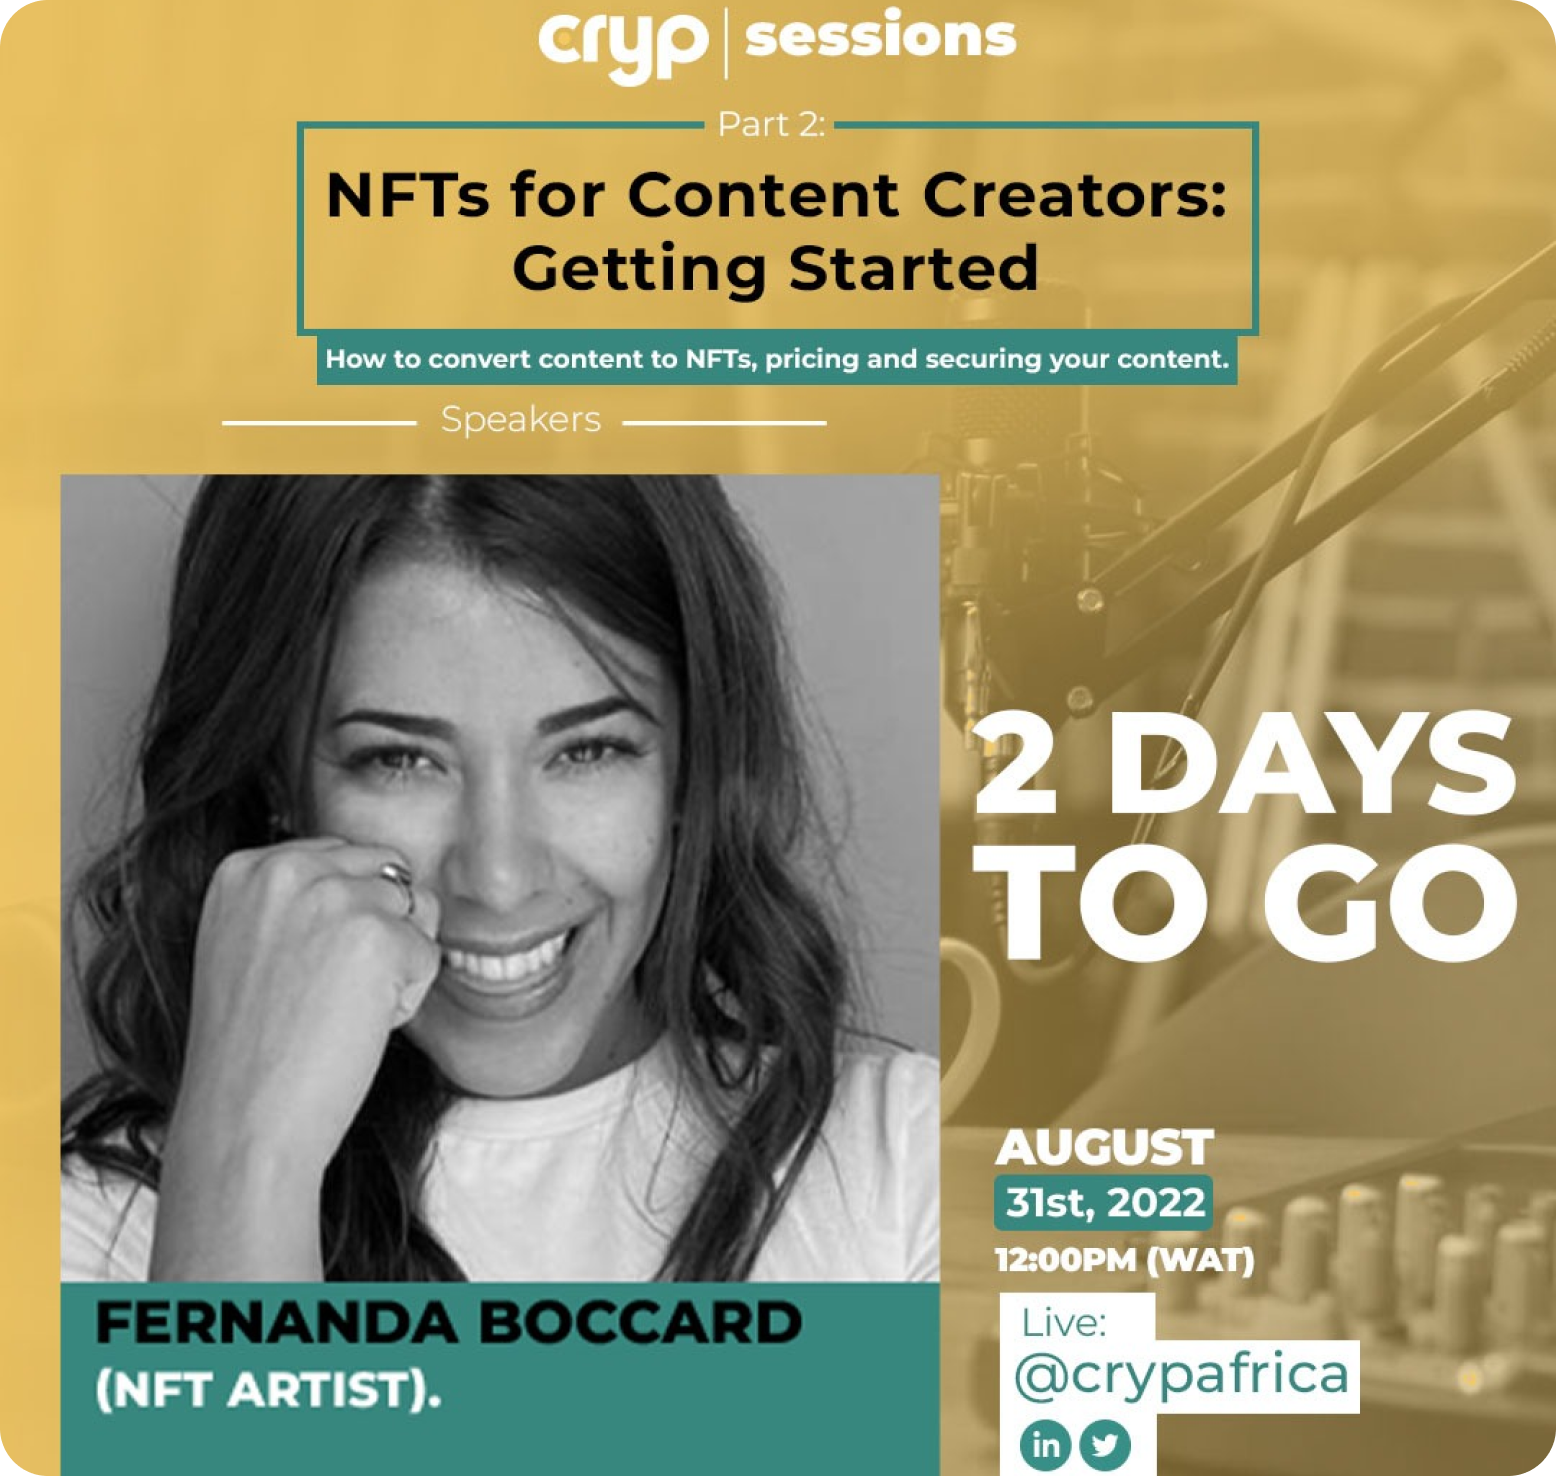 cryp | sessions
Part 2:
NFTs for Content Creators:
Getting Started
How to convert content to NFTs, pricing and securing your content.
Speakers
2 DAYS
TO GO
AUGUST
31st, 2022
12:00PM (WAT)
Live:
@crypafrica
in
FERNANDA BOCCARD
(NFT ARTIST).